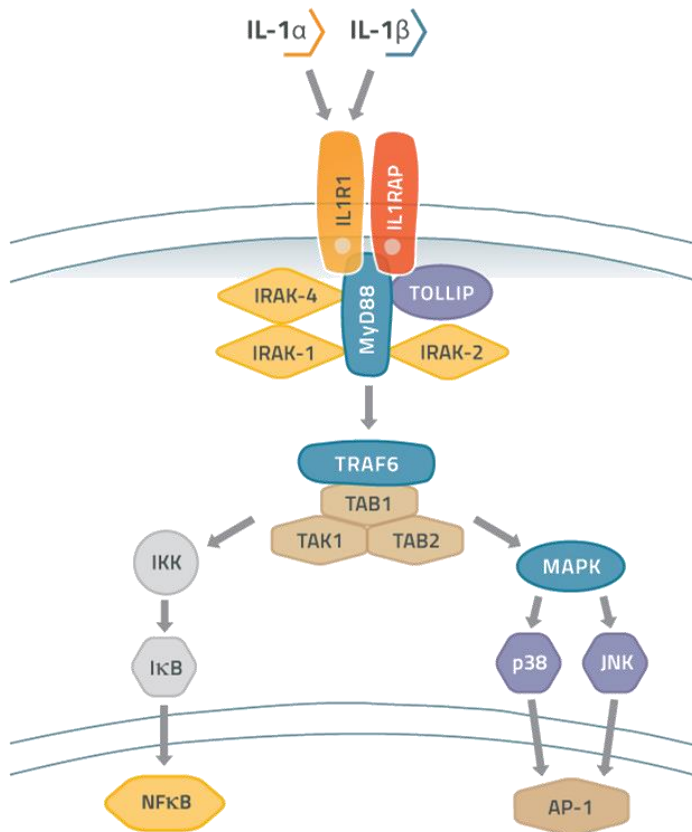 IL-1α IL-1β
IL1R1
IL1RAP
IRAK-4
MyD88
TOLLIP
IRAK-1
IRAK-2
TRAF6
TAB1
TAK1
TAB2
IKK
MAPK
IκB
p38
JNK
NFκB
AP-1